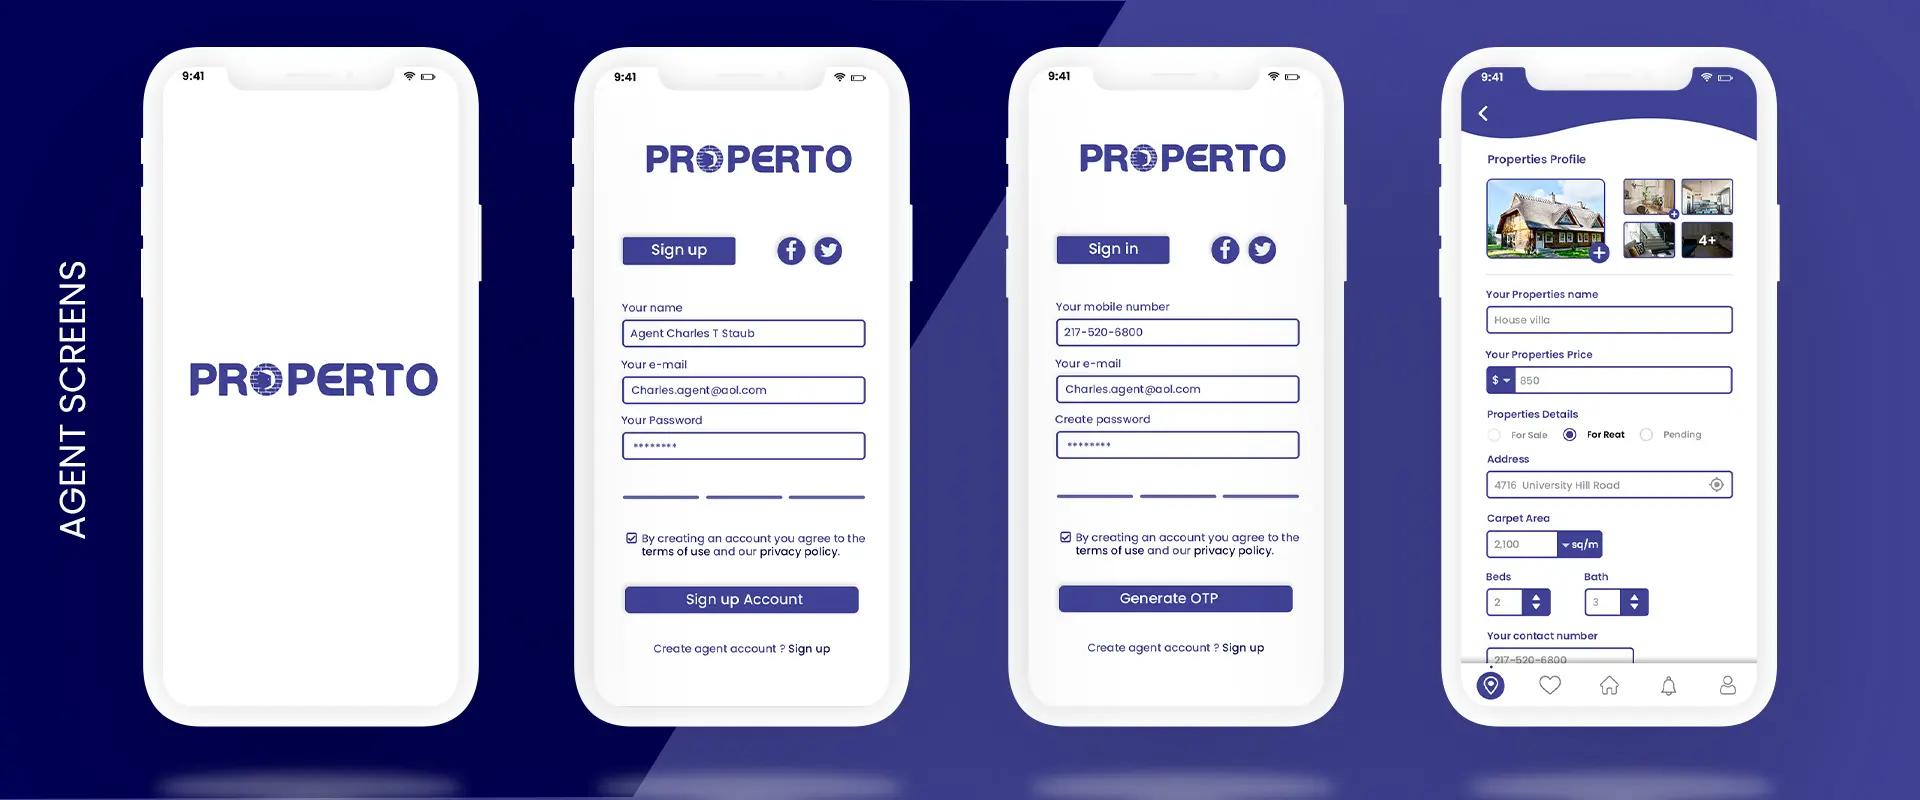 AGENT SCREENS
9:41
PROPERTO
9:41
PROPERTO
Sign up
Your name
Agent Charles T Staub
Your e-mail
Charles.agent@aol.com
Your Password
********
By creating an account you agree to the
terms of use and our privacy policy.
Sign up Account
Create agent account ? Sign up
9:41
PROPERTO
Sign in
Your mobile number
217-520-6800
Your e-mail
Charles.agent@aol.com
Create password
********
By creating an account you agree to the
terms of use and our privacy policy.
Generate OTP
Create agent account ? Sign up
9:41
Properties Profile
4+
Your Properties name
House villa
Your Properties Price
$ 850
Properties Details
For Sale For Reat Pending
Address
4716 University Hill Road
Carpet Area
2,100 sq/m
Beds Bath
2 3
Your contact number
217-520-6800